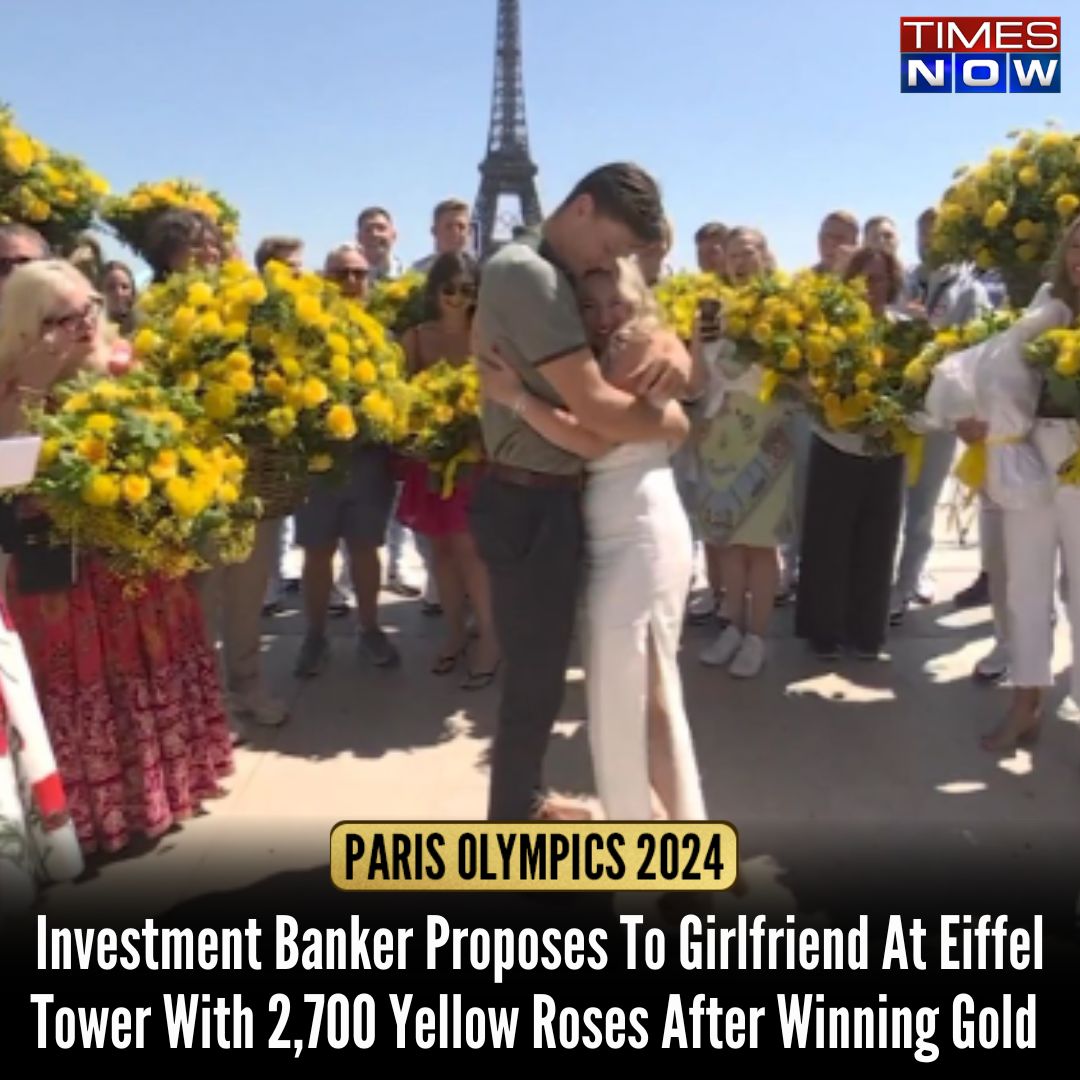 TIMES
NOW
PARIS OLYMPICS 2024
Investment Banker Proposes To Girlfriend At Eiffel
Tower With 2,700 Yellow Roses After Winning Gold